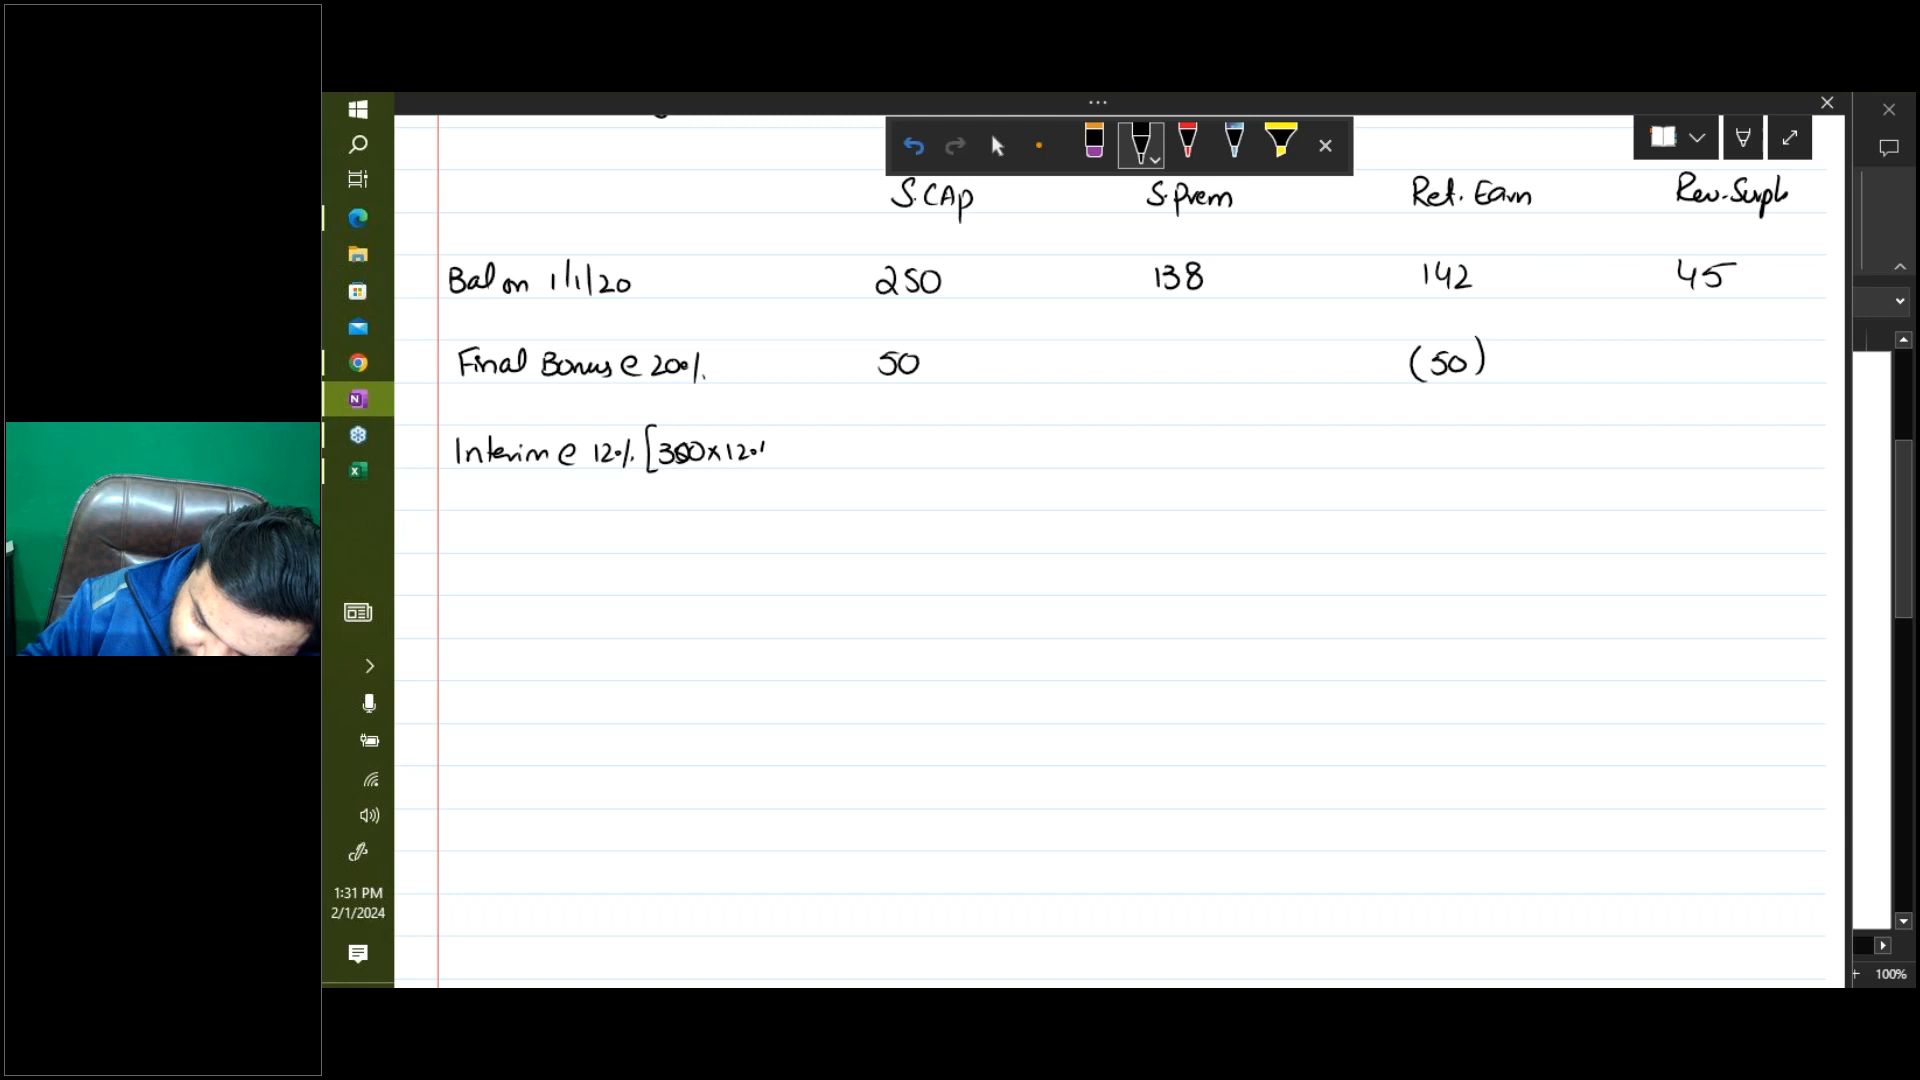 S.CAp S.Prem Ret. Earn Rev. Surpls
Bal on 1/1/20 250 138 142 45
Final Bonus @ 20%. 50 (50)
Interim @ 12%. [300x12%
1:31 PM
2/1/2024
100%